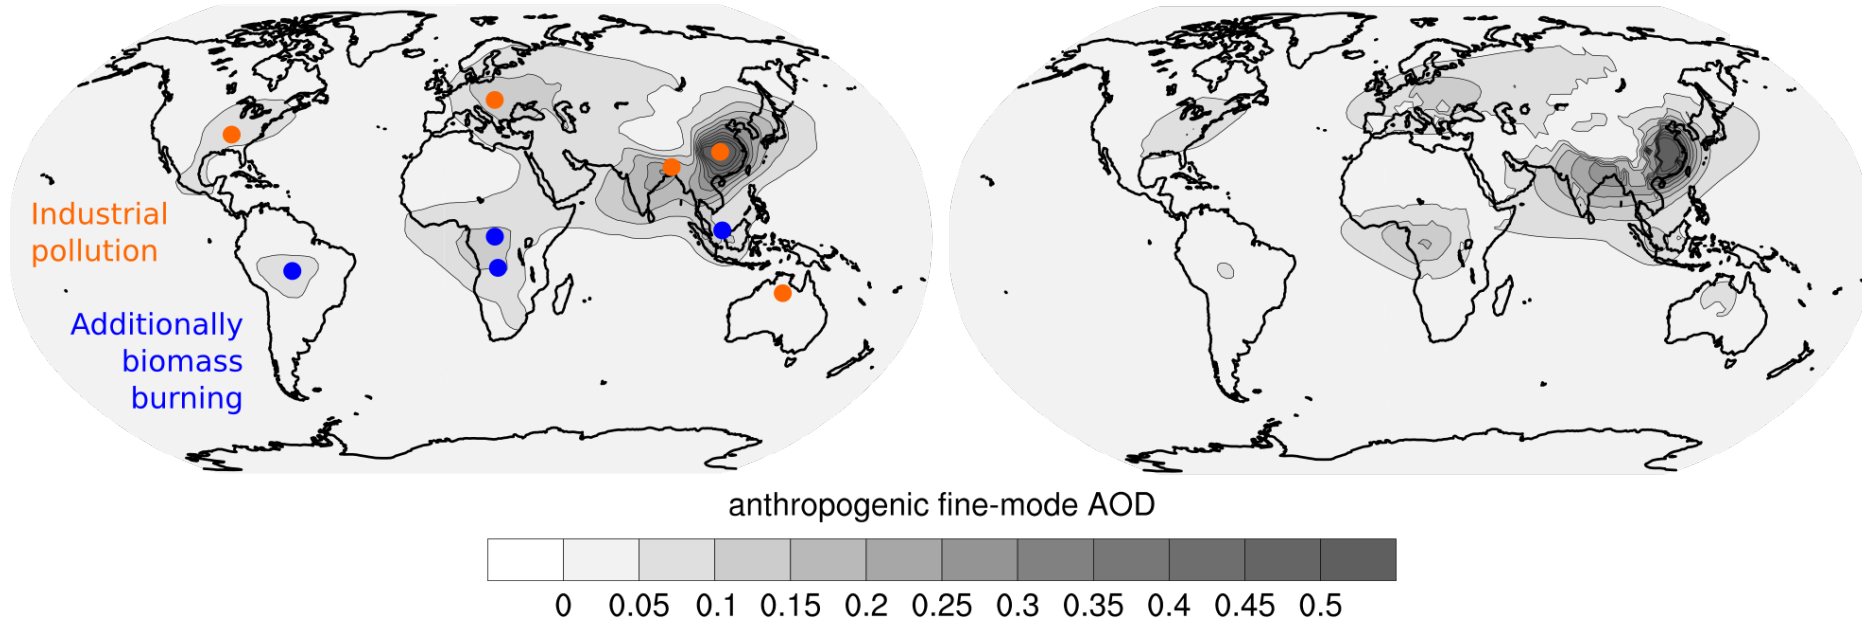 Industrial
pollution
Additionally
biomass
burning
anthropogenic fine-mode AOD
0 0.05 0.1 0.15 0.2 0.25 0.3 0.35 0.4 0.45 0.5